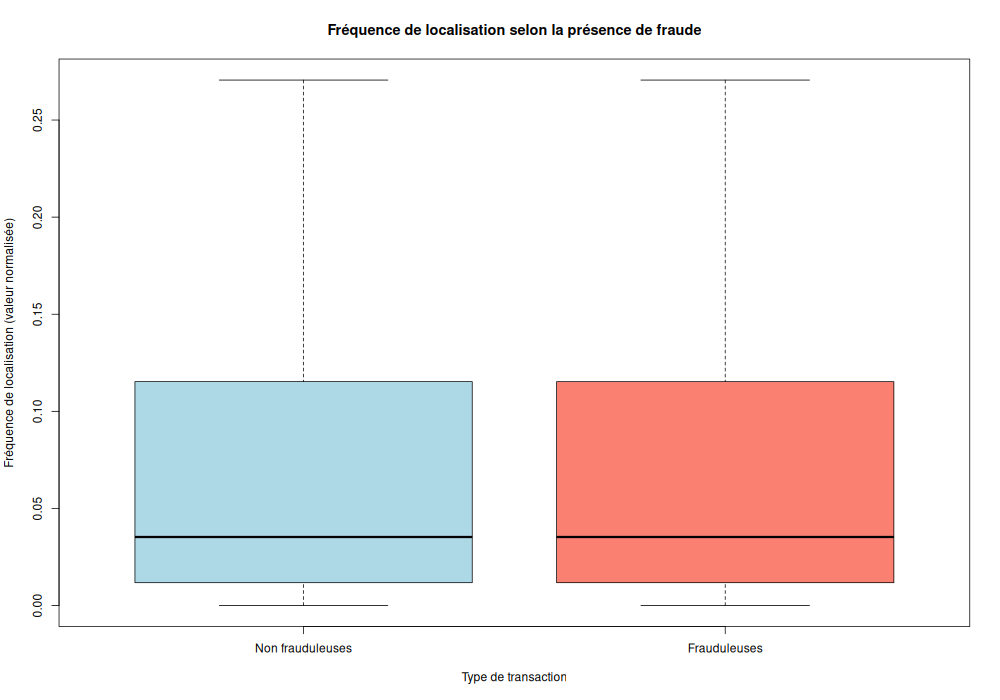 Fréquence de localisation selon la présence de fraude
Fréquence de localisation (valeur normalisée)
0.25
0.20
0.15
0.10
0.05
0.00
Non frauduleuses
Frauduleuses
Type de transaction